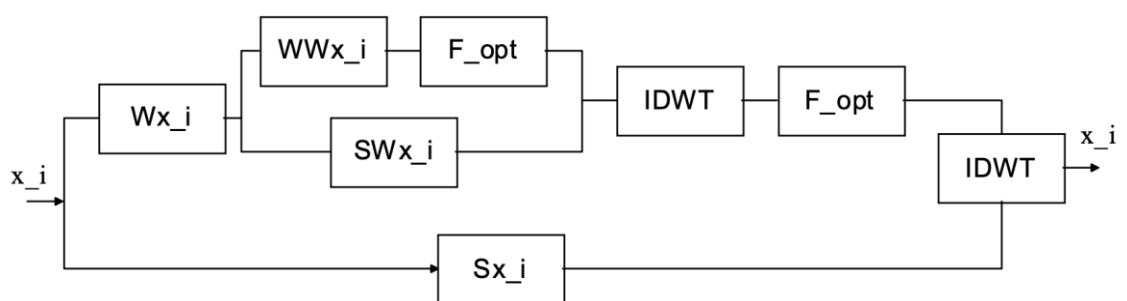 WWx_i
F_opt
Wx_i
IDWT
F_opt
SWx_i
x_i
IDWT
x_i
Sx_i